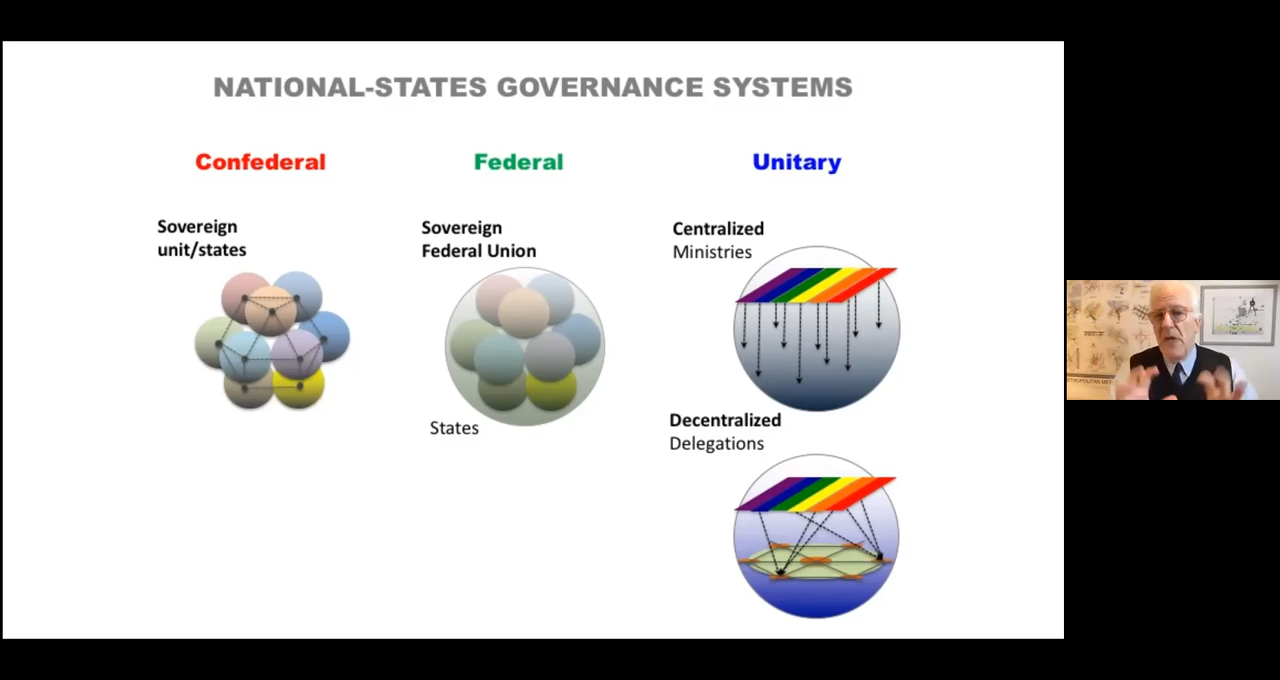 NATIONAL-STATES GOVERNANCE SYSTEMS
Confederal
Sovereign
unit/states
Federal
Sovereign
Federal Union
States
Unitary
Centralized
Ministries
Decentralized
Delegations